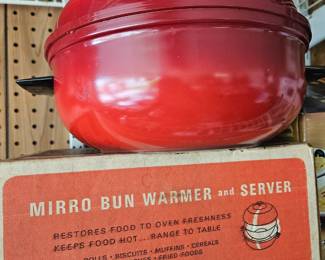 MIRRO BUN WARMER and SERVER
RESTORES FOOD TO OVEN FRESHNESS
KEEPS FOOD HOT....RANGE TO TABLE
ROLLS • BISCUITS • MUFFINS • CEREALS
FRIED FOODS